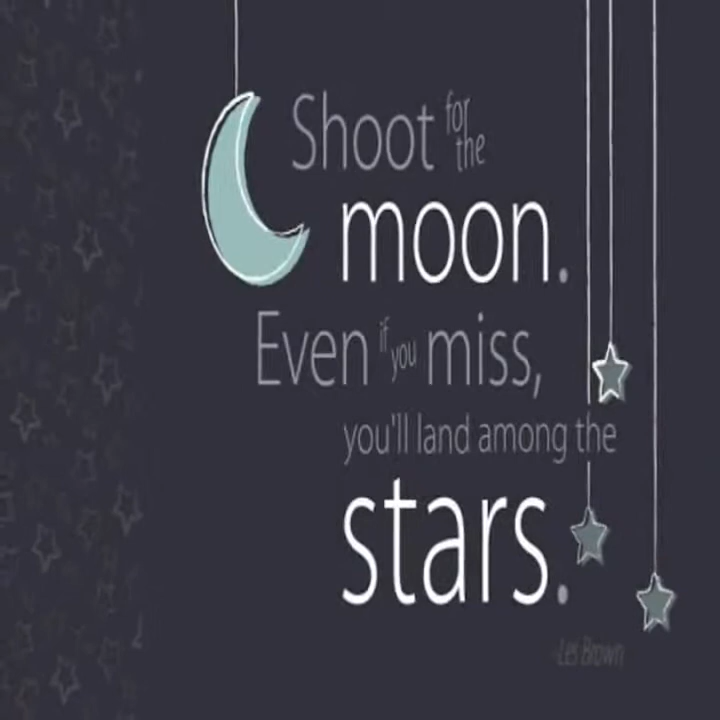 Shoot for the
moon.
Even if you miss,
you'll land among the
stars.
-Les Brown